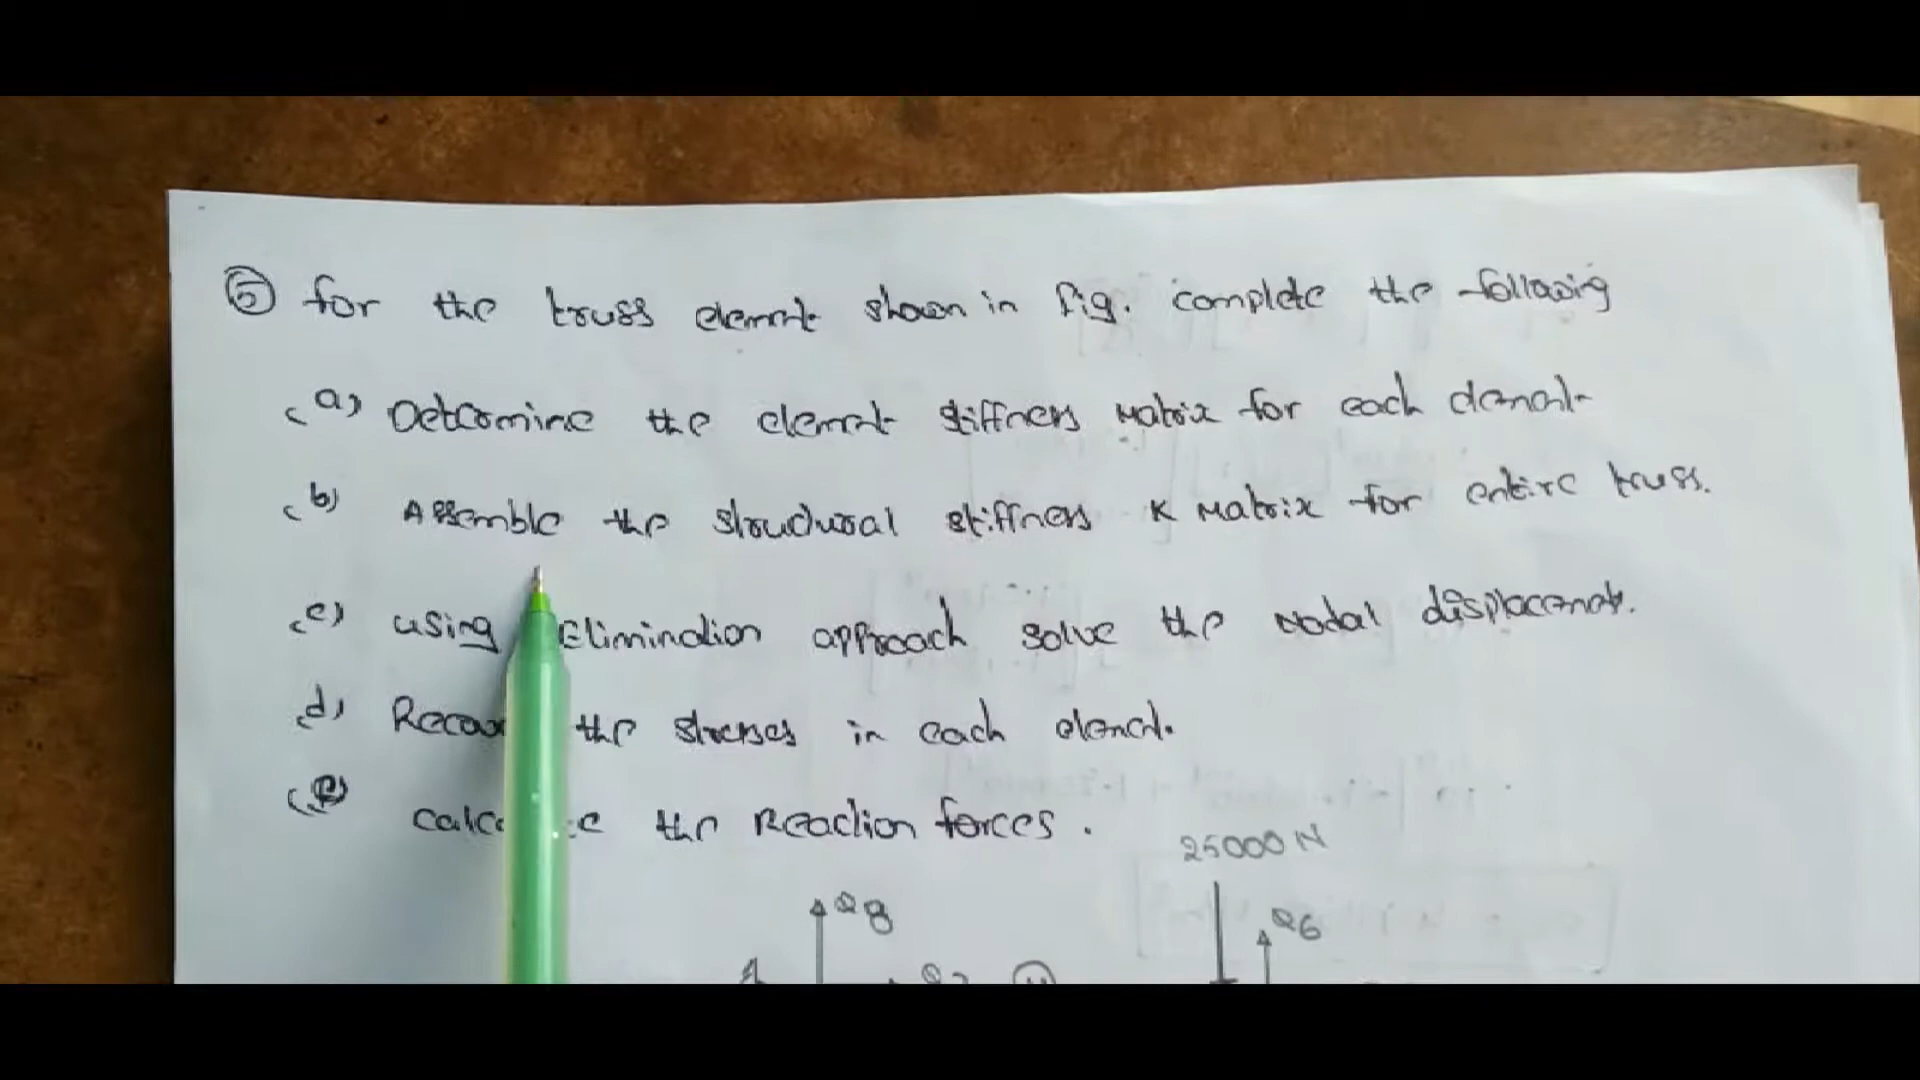 ⑤ for the truss element shown in fig. complete the following
(a) Determine the element stiffness Matrix for each element
(b) Assemble the structural stiffness K Matrix for entire truss.
(c) using Elimination approach solve the nodal displacement.
(d) the stresses in each element.
(e) the Reaction forces.
25000 N
Q8
Q6